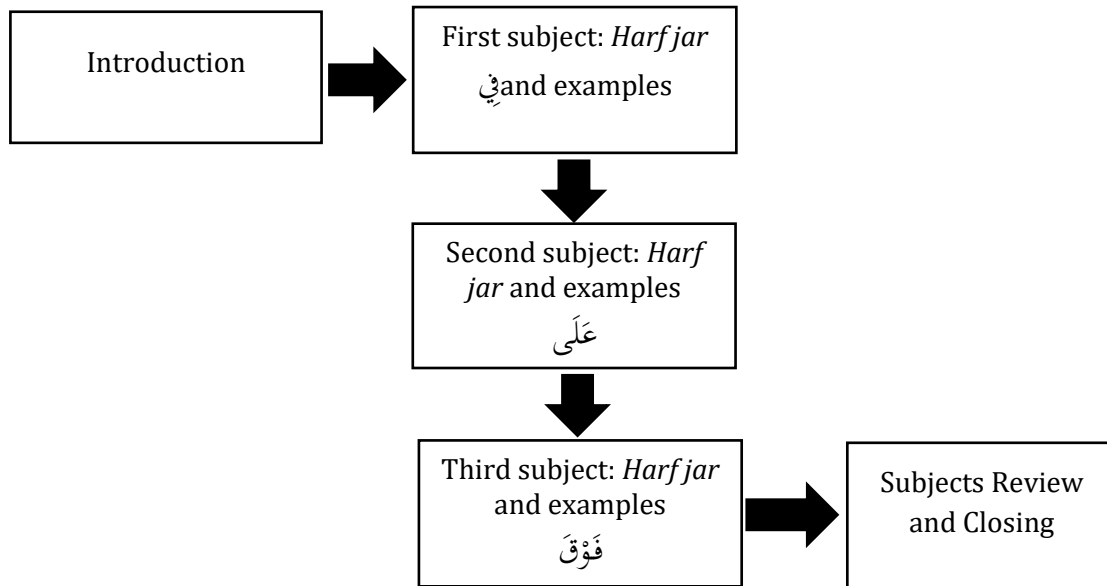 Introduction
First subject: Harf jar
فِي and examples
Second subject: Harf
jar and examples
عَلَى
Third subject: Harf jar
and examples
فَوْقَ
Subjects Review
and Closing